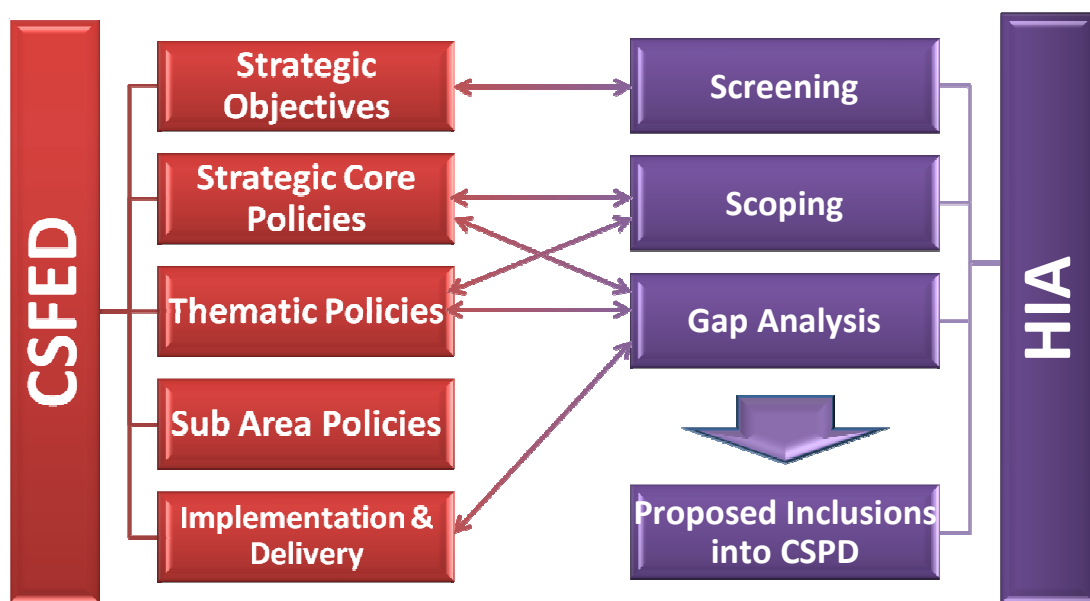 CSFED
Strategic
Objectives
Strategic Core
Policies
Thematic Policies
Sub Area Policies
Implementation &
Delivery
Screening
Scoping
Gap Analysis
Proposed Inclusions
into CSPD
HIA